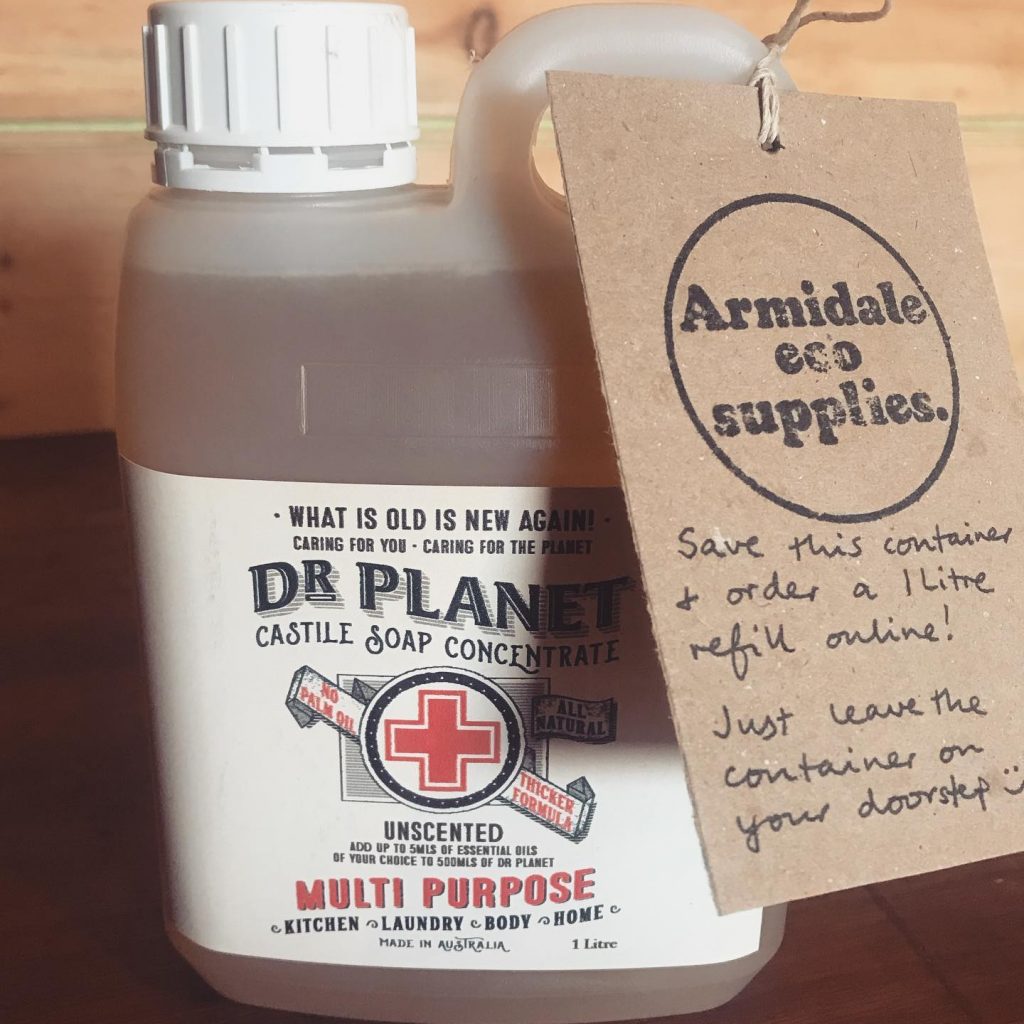 · WHAT IS OLD IS NEW AGAIN! ·
CARING FOR YOU · CARING FOR THE PLANET
DR PLANET
CASTILE SOAP CONCENTRATE
NO
PALM OIL
ALL
NATURAL
THICKER
FORMULA
UNSCENTED
ADD UP TO 5MLS OF ESSENTIAL OILS
OF YOUR CHOICE TO 500MLS OF DR PLANET
MULTI PURPOSE
KITCHEN ~ LAUNDRY ~ BODY ~ HOME
MADE IN AUSTRALIA
1 Litre
Armidale
eco
supplies.
Save this container
+ order a 1 Litre
refill online!
Just leave the
container on
your doorstep :)